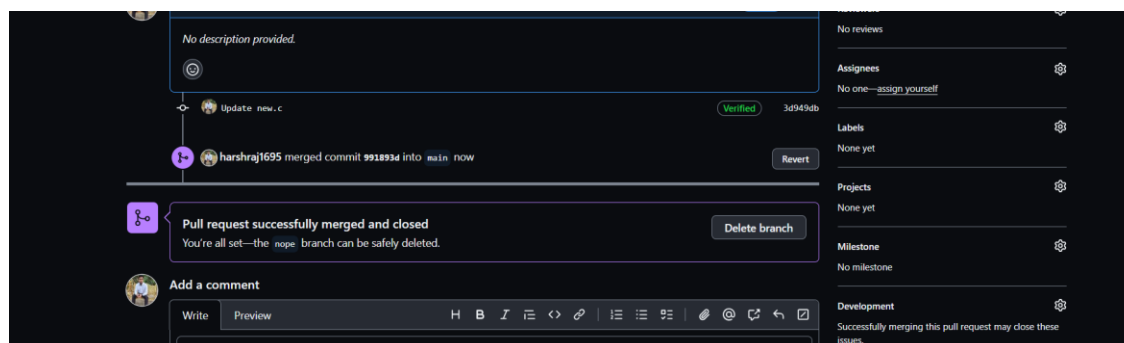 No description provided.
Update new.c
Verified
3d949db
harshraj1695 merged commit 991893d into main now
Revert
Pull request successfully merged and closed
You're all set—the nope branch can be safely deleted.
Delete branch
Add a comment
Write Preview
H B I
Reviewers
No reviews
Assignees
No one—assign yourself
Labels
None yet
Projects
None yet
Milestone
No milestone
Development
Successfully merging this pull request may close these
issues.